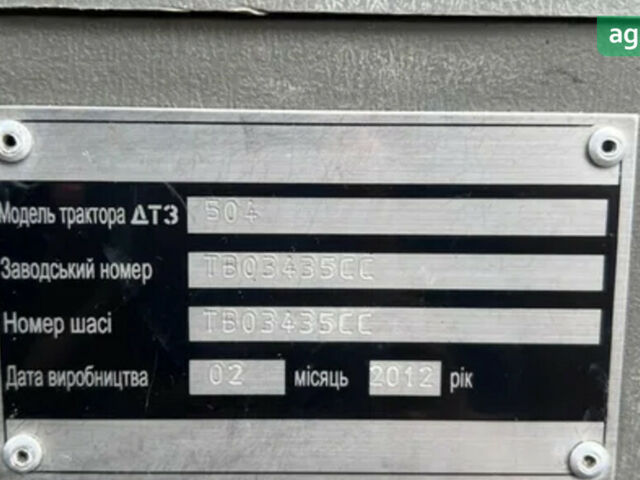 ag
Модель трактора ДТЗ 504
Заводський номер TB03435CC
Номер шасі TB03435CC
Дата виробництва 02 місяць 2012 рік